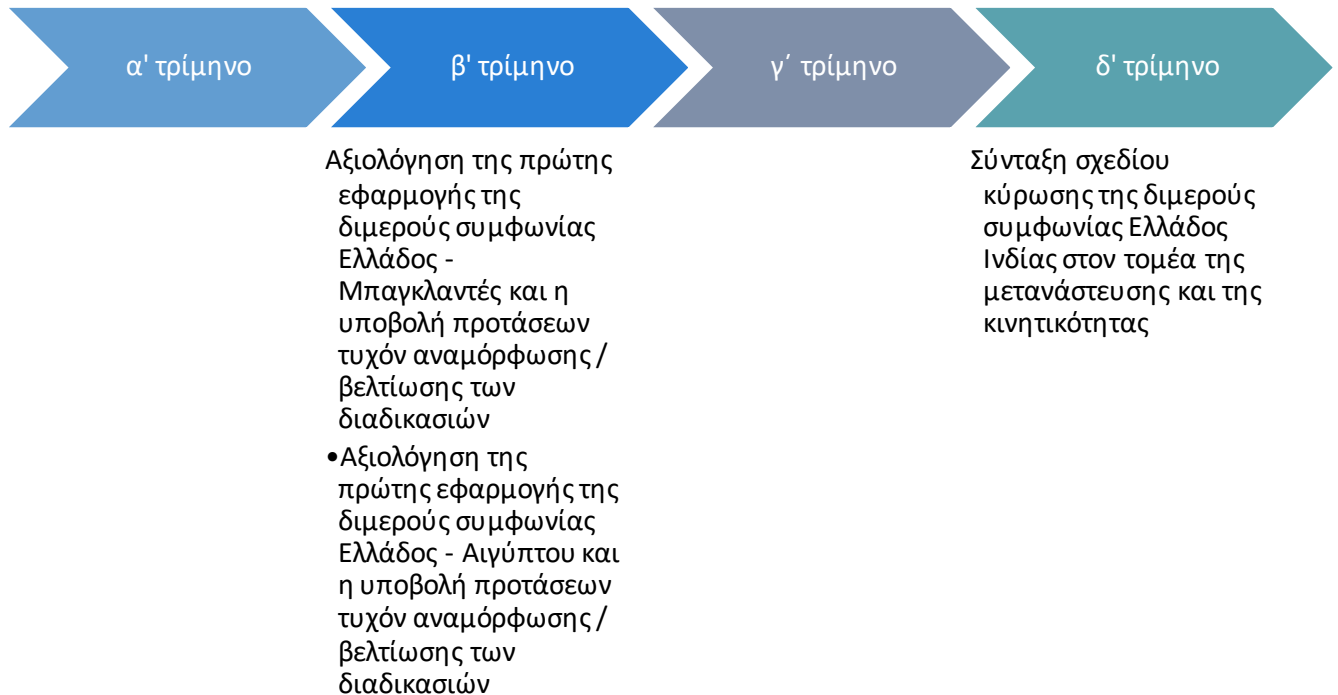 α' τρίμηνο
β' τρίμηνο
γ΄ τρίμηνο
δ' τρίμηνο
Αξιολόγηση της πρώτης
εφαρμογής της
διμερούς συμφωνίας
Ελλάδος -
Μπαγκλαντές και η
υποβολή προτάσεων
τυχόν αναμόρφωσης /
βελτίωσης των
διαδικασιών
•Αξιολόγηση της
πρώτης εφαρμογής της
διμερούς συμφωνίας
Ελλάδος - Αιγύπτου και
η υποβολή προτάσεων
τυχόν αναμόρφωσης /
βελτίωσης των
διαδικασιών
Σύνταξη σχεδίου
κύρωσης της διμερούς
συμφωνίας Ελλάδος
Ινδίας στον τομέα της
μετανάστευσης και της
κινητικότητας